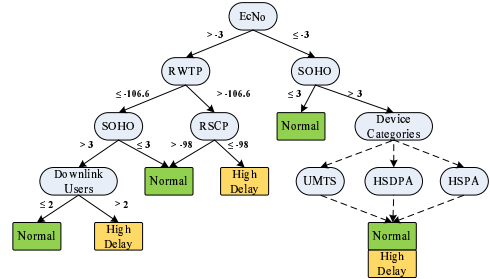 EcNo
> -3
≤ -3
RWTP
SOHO
≤ -106.6
> -106.6
≤ 3
> 3
SOHO
RSCP
Normal
Device
Categories
> 3
≤ 3
> -98
≤ -98
Downlink
Users
Normal
High
Delay
UMTS
HSDPA
HSPA
≤ 2
> 2
Normal
High
Delay
Normal
High
Delay